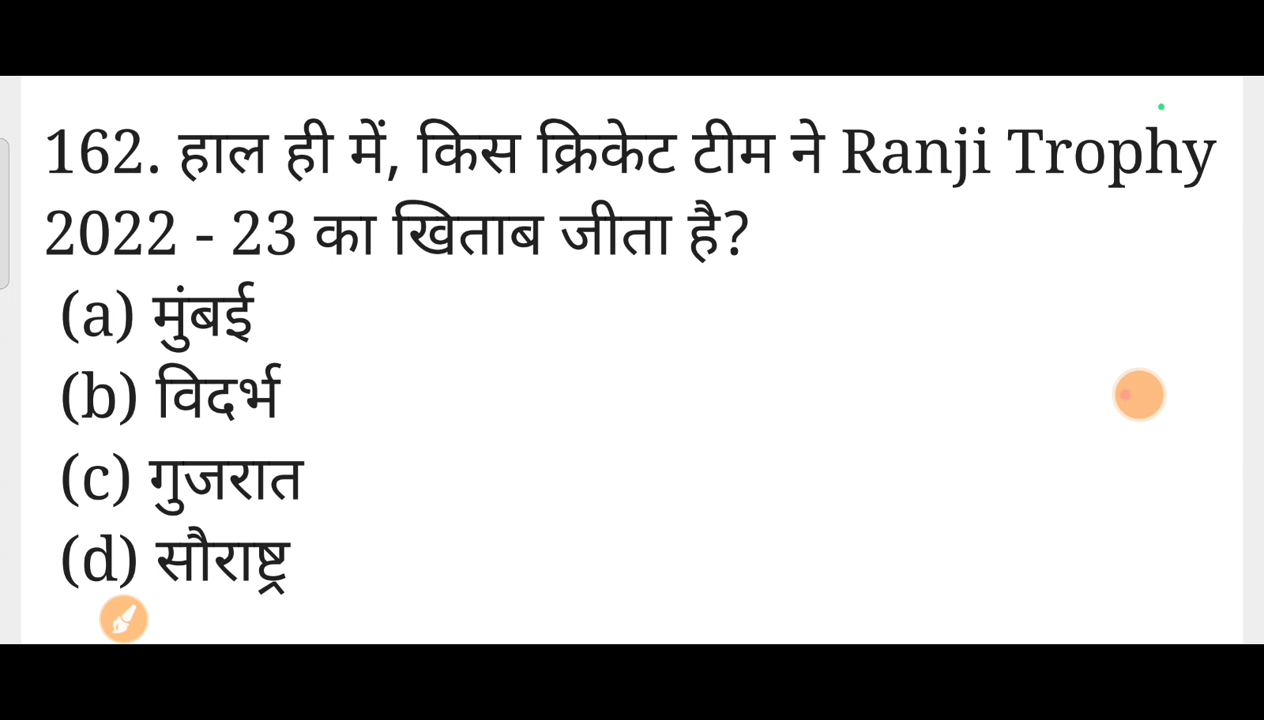 162. हाल ही में, किस क्रिकेट टीम ने Ranji Trophy
2022 - 23 का खिताब जीता है?
(a) मुंबई
(b) विदर्भ
(c) गुजरात
(d) सौराष्ट्र